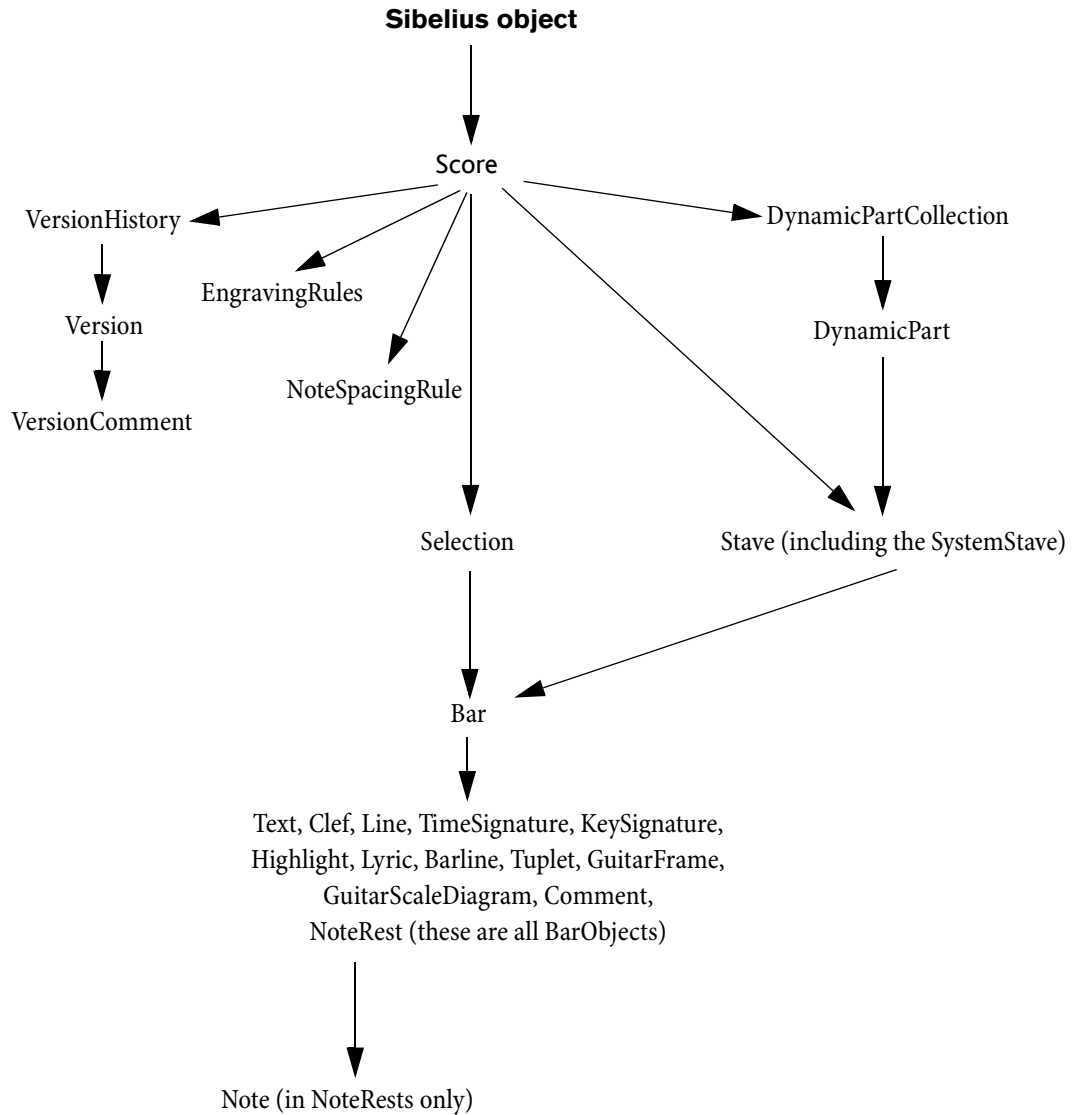 Sibelius object
Score
VersionHistory
DynamicPartCollection
EngravingRules
Version
DynamicPart
NoteSpacingRule
VersionComment
Selection
Stave (including the SystemStave)
Bar
Text, Clef, Line, TimeSignature, KeySignature,
Highlight, Lyric, Barline, Tuplet, GuitarFrame,
GuitarScaleDiagram, Comment,
NoteRest (these are all BarObjects)
Note (in NoteRests only)